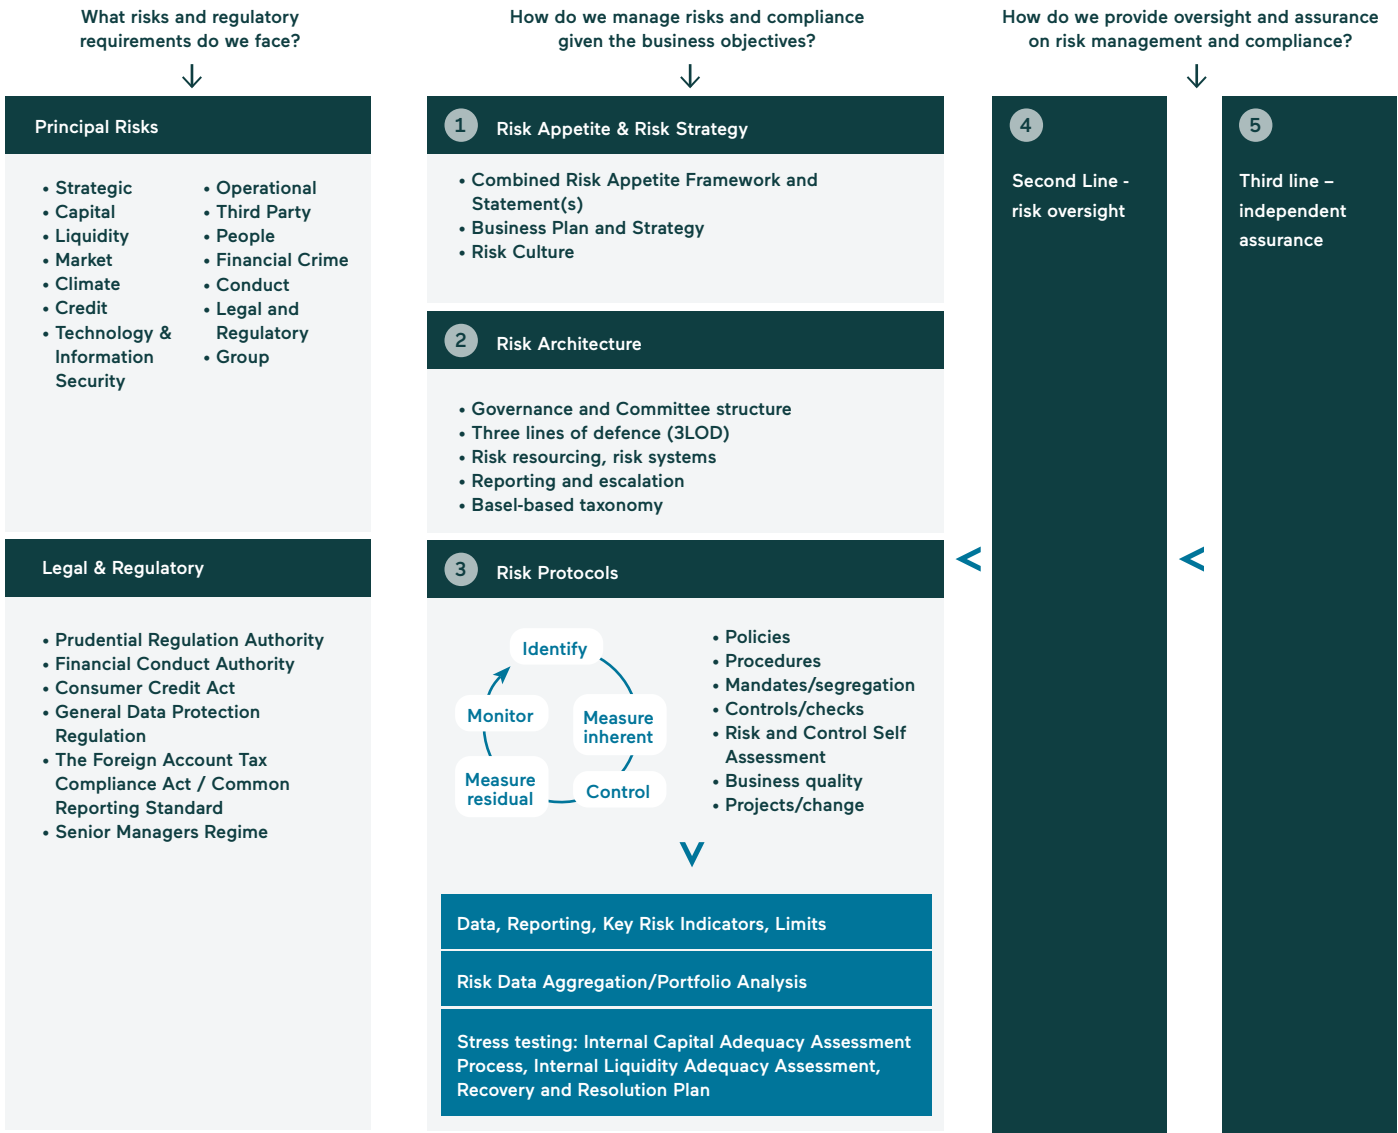 What risks and regulatory
requirements do we face?
Principal Risks
• Strategic
• Capital
• Liquidity
• Market
• Climate
• Credit
• Technology &
Information
Security
• Operational
• Third Party
• People
• Financial Crime
• Conduct
• Legal and
Regulatory
• Group
Legal & Regulatory
• Prudential Regulation Authority
• Financial Conduct Authority
• Consumer Credit Act
• General Data Protection
Regulation
• The Foreign Account Tax
Compliance Act / Common
Reporting Standard
• Senior Managers Regime
How do we manage risks and compliance
given the business objectives?
1 Risk Appetite & Risk Strategy
• Combined Risk Appetite Framework and
Statement(s)
• Business Plan and Strategy
• Risk Culture
2 Risk Architecture
• Governance and Committee structure
• Three lines of defence (3LOD)
• Risk resourcing, risk systems
• Reporting and escalation
• Basel-based taxonomy
3 Risk Protocols
Identify
Measure
inherent
Control
Measure
residual
Monitor
• Policies
• Procedures
• Mandates/segregation
• Controls/checks
• Risk and Control Self
Assessment
• Business quality
• Projects/change
Data, Reporting, Key Risk Indicators, Limits
Risk Data Aggregation/Portfolio Analysis
Stress testing: Internal Capital Adequacy Assessment
Process, Internal Liquidity Adequacy Assessment,
Recovery and Resolution Plan
How do we provide oversight and assurance
on risk management and compliance?
4
Second Line -
risk oversight
5
Third line –
independent
assurance